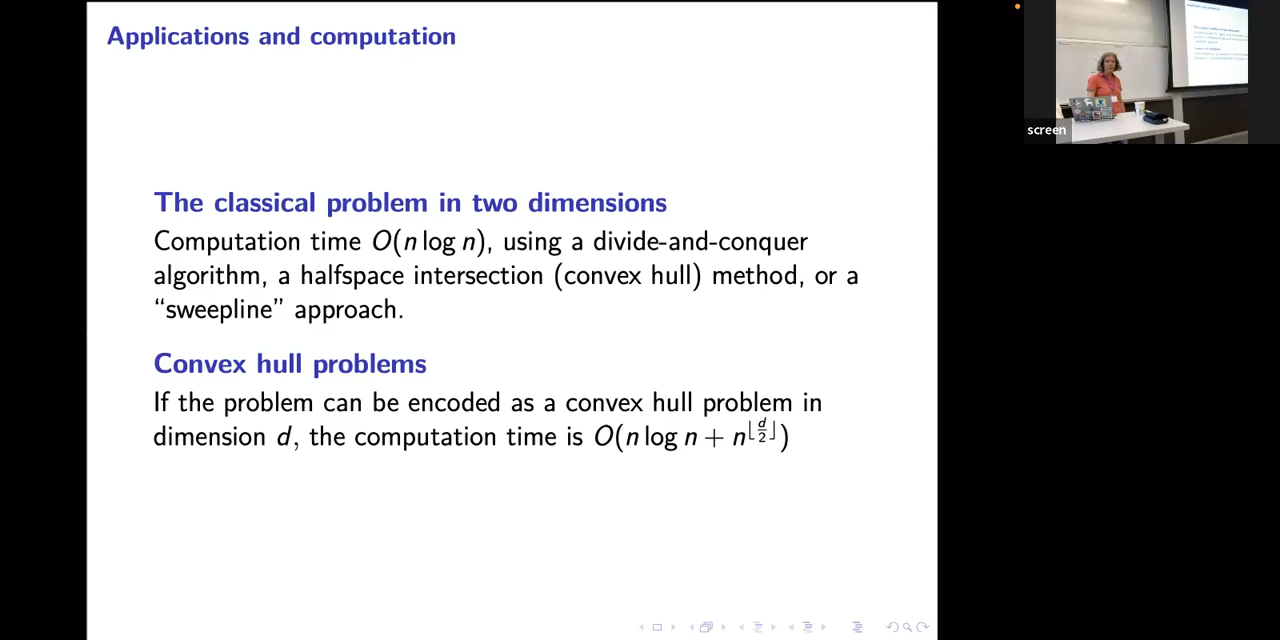 Applications and computation
The classical problem in two dimensions
Computation time O(n log n), using a divide-and-conquer
algorithm, a halfspace intersection (convex hull) method, or a
“sweepline” approach.
Convex hull problems
If the problem can be encoded as a convex hull problem in
dimension d, the computation time is O(n log n + n^{⌊d/2⌋})
screen